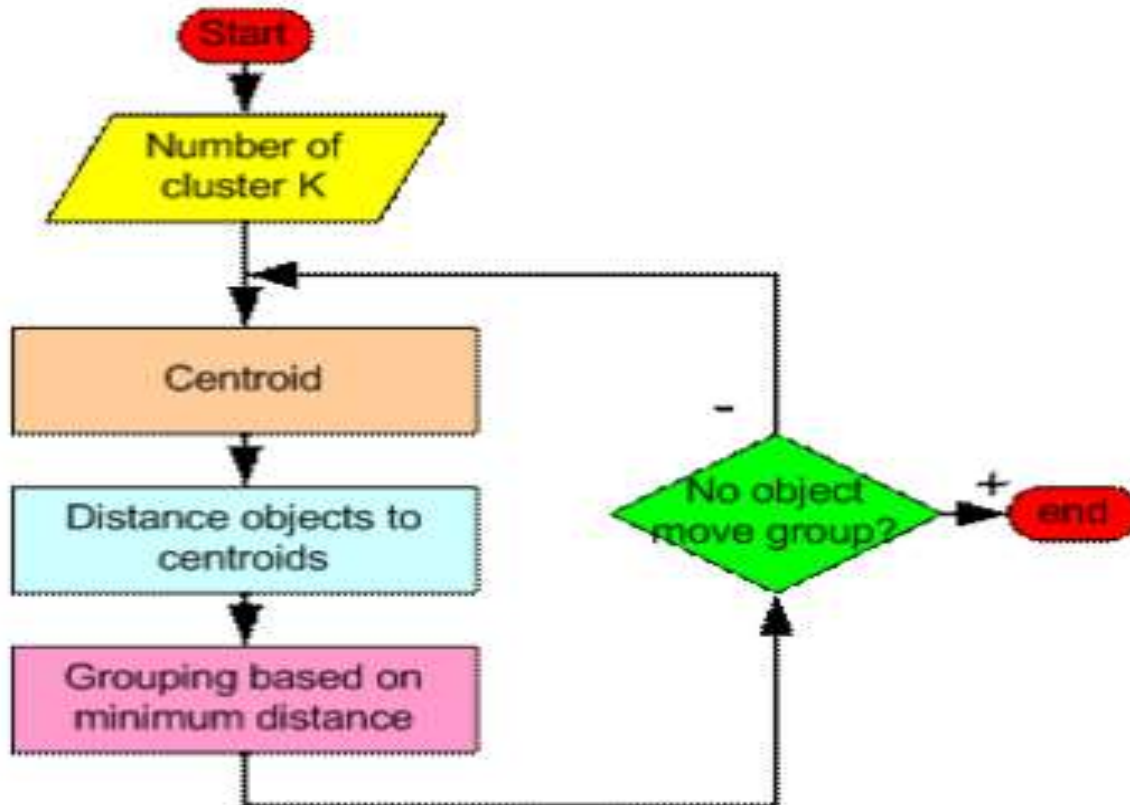 Start
Number of
cluster K
Centroid
Distance objects to
centroids
Grouping based on
minimum distance
-
No object
move group?
+
end